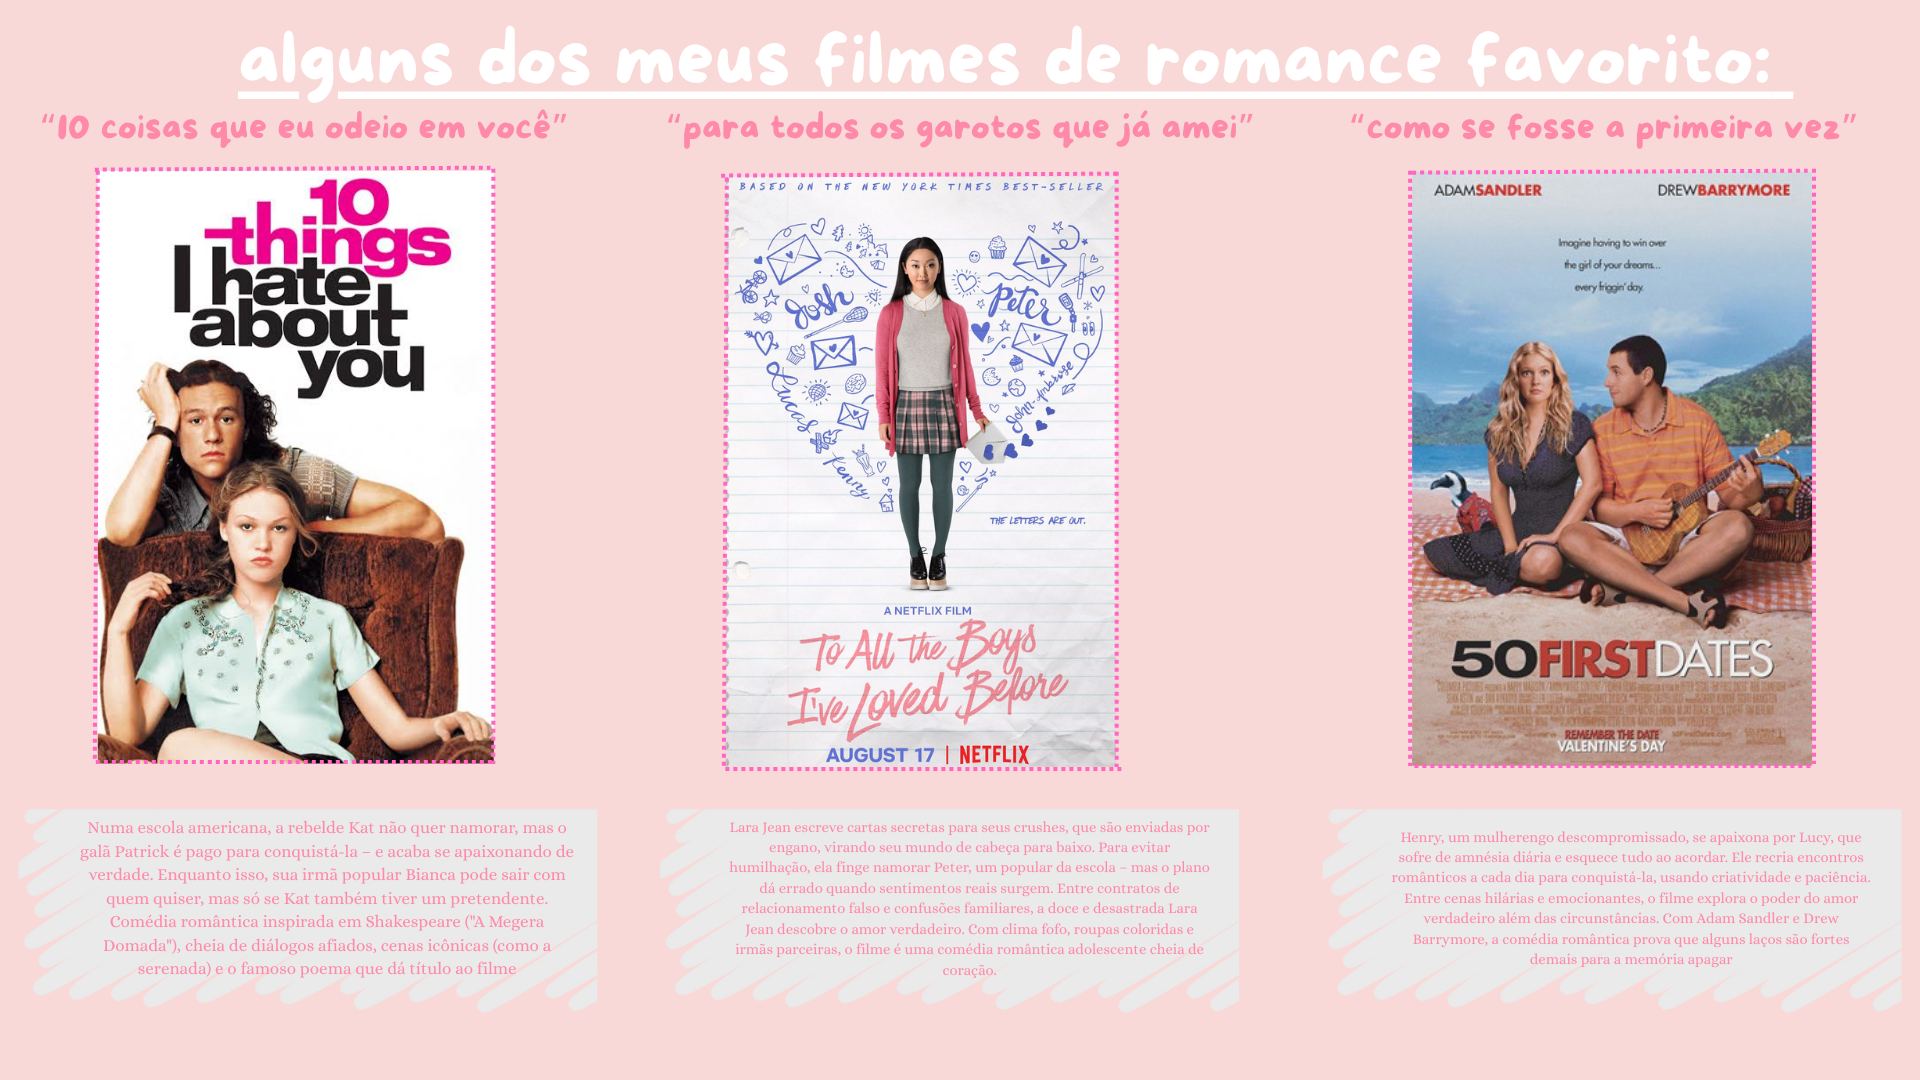 alguns dos meus filmes de romance favorito:
“10 coisas que eu odeio em você”
10
things
I hate
about
you
Numa escola americana, a rebelde Kat não quer namorar, mas o
galã Patrick é pago para conquistá-la – e acaba se apaixonando de
verdade. Enquanto isso, sua irmã popular Bianca pode sair com
quem quiser, mas só se Kat também tiver um pretendente.
Comédia romântica inspirada em Shakespeare ("A Megera
Domada"), cheia de diálogos afiados, cenas icônicas (como a
serenada) e o famoso poema que dá título ao filme
“para todos os garotos que já amei”
BASED ON THE NEW YORK TIMES BEST-SELLER
Josh
Peter
Lucas
John-Ambrose
Kenny
THE LETTERS ARE OUT.
A NETFLIX FILM
To All the Boys
I've Loved Before
AUGUST 17 | NETFLIX
Lara Jean escreve cartas secretas para seus crushes, que são enviadas por
engano, virando seu mundo de cabeça para baixo. Para evitar
humilhação, ela finge namorar Peter, um popular da escola – mas o plano
dá errado quando sentimentos reais surgem. Entre contratos de
relacionamento falso e confusões familiares, a doce e desastrada Lara
Jean descobre o amor verdadeiro. Com clima fofo, roupas coloridas e
irmãs parceiras, o filme é uma comédia romântica adolescente cheia de
coração.
“como se fosse a primeira vez”
ADAM SANDLER DREW BARRYMORE
Imagine having to win over
the girl of your dreams...
every friggin' day.
50 FIRST DATES
REMEMBER THE DATE
VALENTINE'S DAY
Henry, um mulherengo descompromissado, se apaixona por Lucy, que
sofre de amnésia diária e esquece tudo ao acordar. Ele recria encontros
românticos a cada dia para conquistá-la, usando criatividade e paciência.
Entre cenas hilárias e emocionantes, o filme explora o poder do amor
verdadeiro além das circunstâncias. Com Adam Sandler e Drew
Barrymore, a comédia romântica prova que alguns laços são fortes
demais para a memória apagar